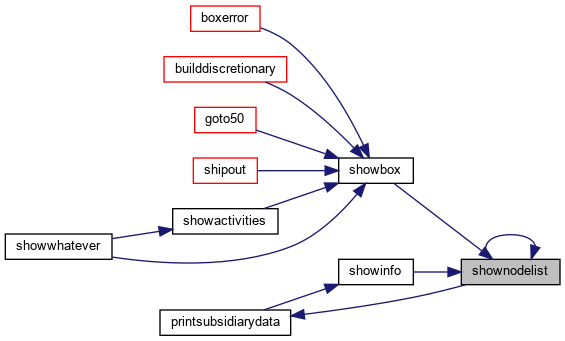 boxerror
builddiscretionary
goto50
shipout
showbox
showactivities
showwhatever
showinfo
shownodelist
printsubsidiarydata